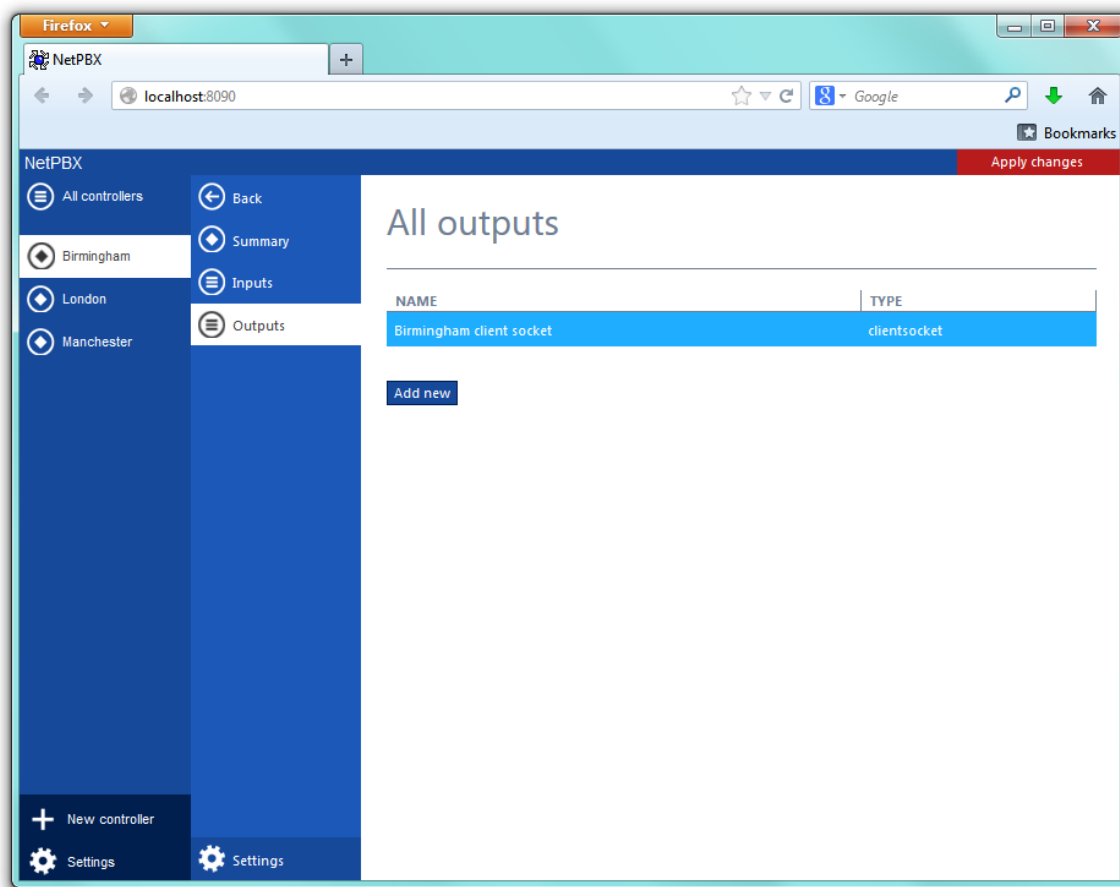 Firefox
NetPBX
localhost:8090
Google
Bookmarks
NetPBX
Apply changes
All controllers
Birmingham
London
Manchester
New controller
Settings
Back
Summary
Inputs
Outputs
Settings
All outputs
NAME TYPE
Birmingham client socket clientsocket
Add new